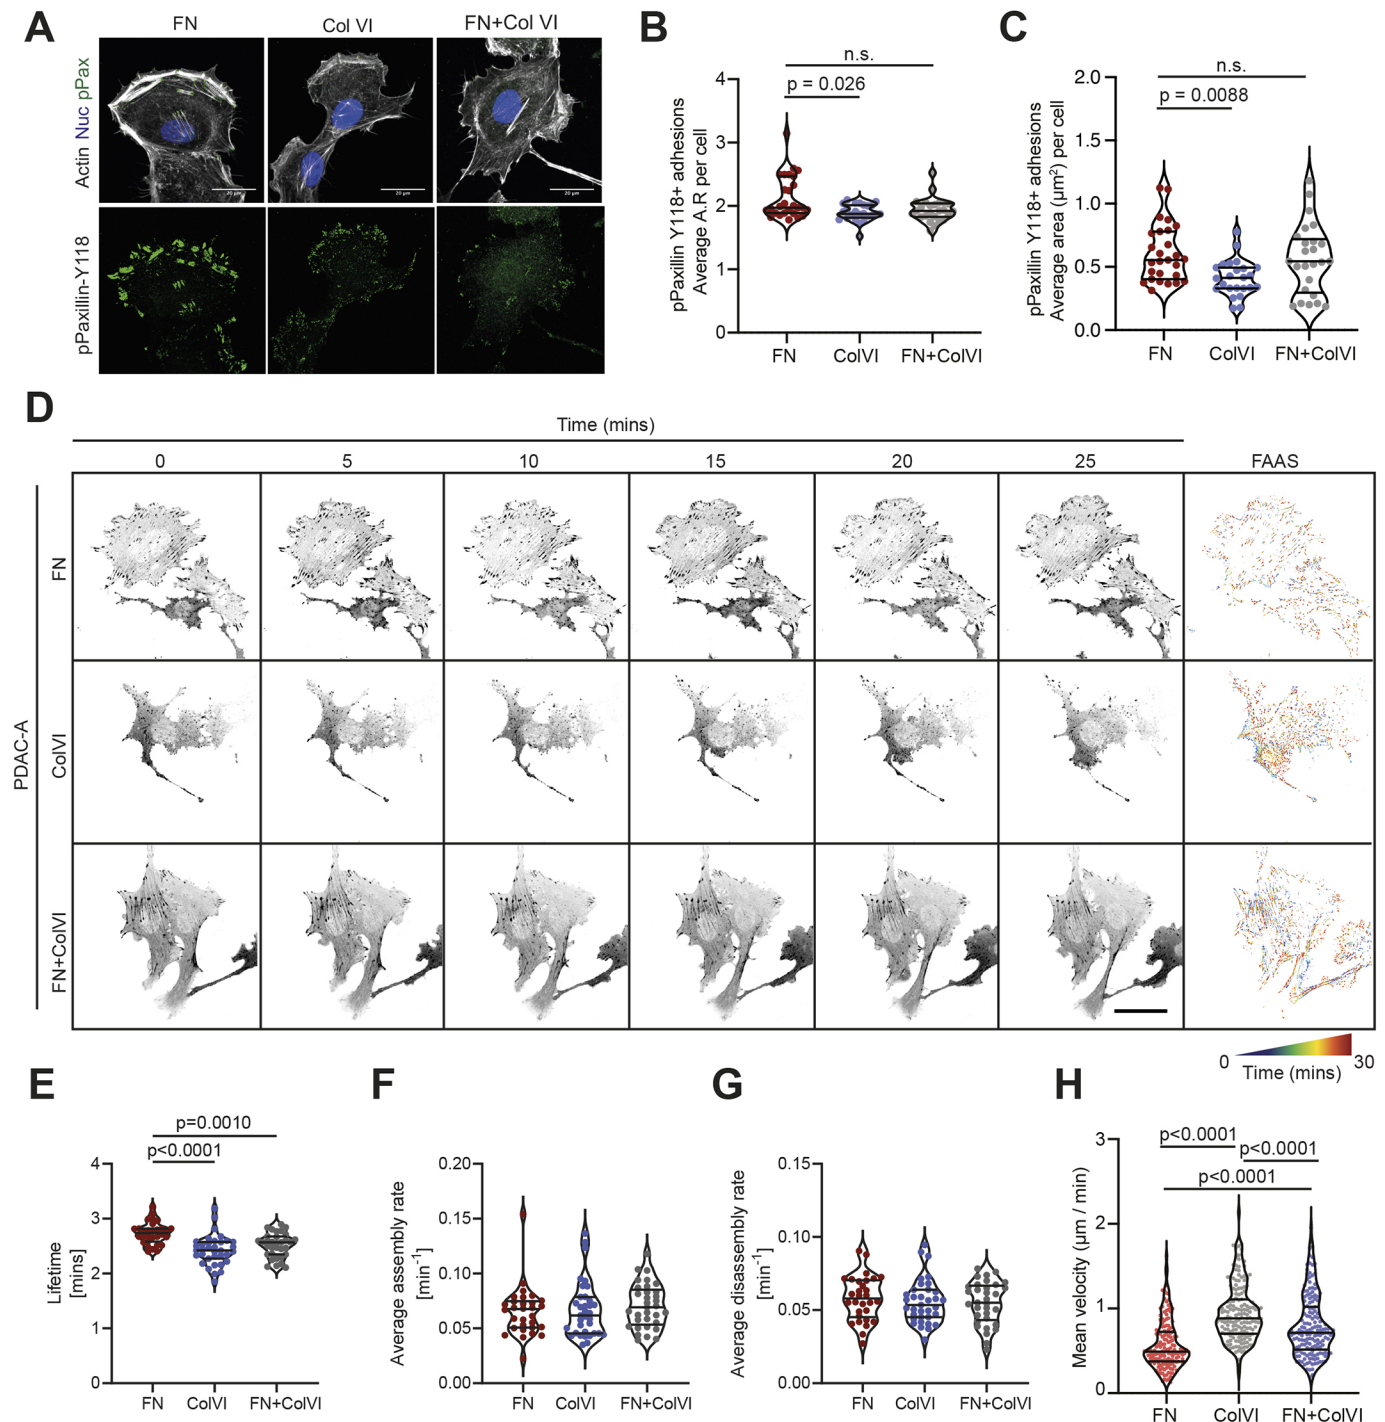 A
FN
Col VI
FN+Col VI
Actin Nuc pPax
20 µm
20 µm
20 µm
pPaxillin-Y118
B
n.s.
p = 0.026
pPaxillin Y118+ adhesions
Average A.R per cell
4
3
2
1
0
FN
ColVI
FN+ColVI
C
n.s.
p = 0.0088
pPaxillin Y118+ adhesions
Average area (µm²) per cell
2.0
1.5
1.0
0.5
0.0
FN
ColVI
FN+ColVI
D
Time (mins)
0
5
10
15
20
25
FAAS
PDAC-A
FN
ColVI
FN+ColVI
0
30
Time (mins)
E
p=0.0010
p<0.0001
Lifetime
[mins]
4
3
2
1
0
FN
ColVI
FN+ColVI
F
Average assembly rate
[min⁻¹]
0.20
0.15
0.10
0.05
0.00
FN
ColVI
FN+ColVI
G
Average disassembly rate
[min⁻¹]
0.15
0.10
0.05
0.00
FN
ColVI
FN+ColVI
H
p<0.0001
p<0.0001
p<0.0001
Mean velocity (µm / min)
3
2
1
0
FN
ColVI
FN+ColVI